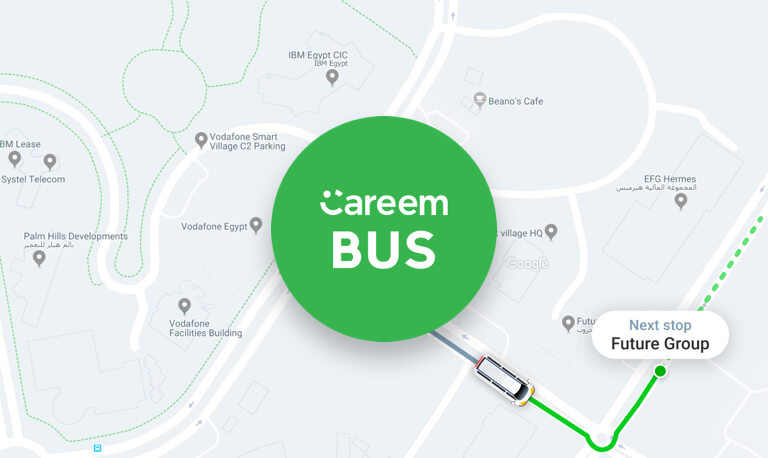 IBM Egypt CIC
IBM Egypt
Beano's Cafe
Vodafone Smart
Village C2 Parking
BM Lease
Systel Telecom
EFG Hermes
المجموعة المالية هيرميس
Careem
BUS
Vodafone Egypt
Palm Hills Developments
بالم هيلز للتعمير
village HQ
Google
Vodafone
Facilities Building
Futu
Next stop
Future Group